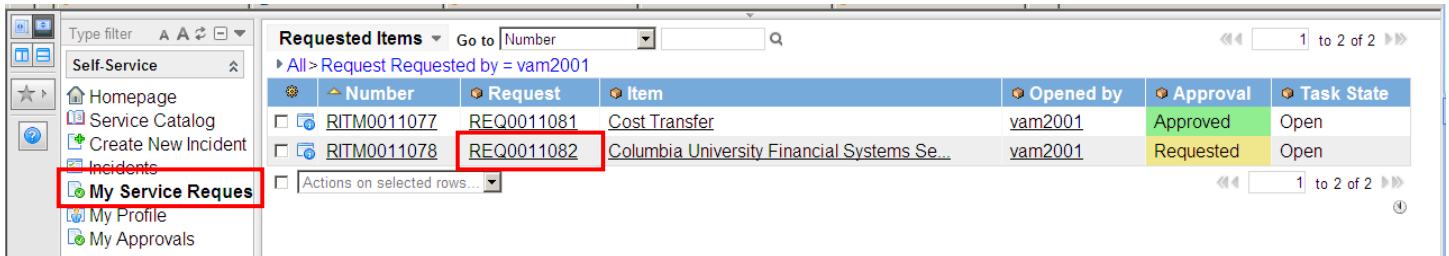 Type filter A A
Self-Service
Homepage
Service Catalog
Create New Incident
Incidents
My Service Reques
My Profile
My Approvals
Requested Items Go to Number 1 to 2 of 2
All > Request Requested by = vam2001
Number Request Item Opened by Approval Task State
RITM0011077 REQ0011081 Cost Transfer vam2001 Approved Open
RITM0011078 REQ0011082 Columbia University Financial Systems Se... vam2001 Requested Open
Actions on selected rows... 1 to 2 of 2